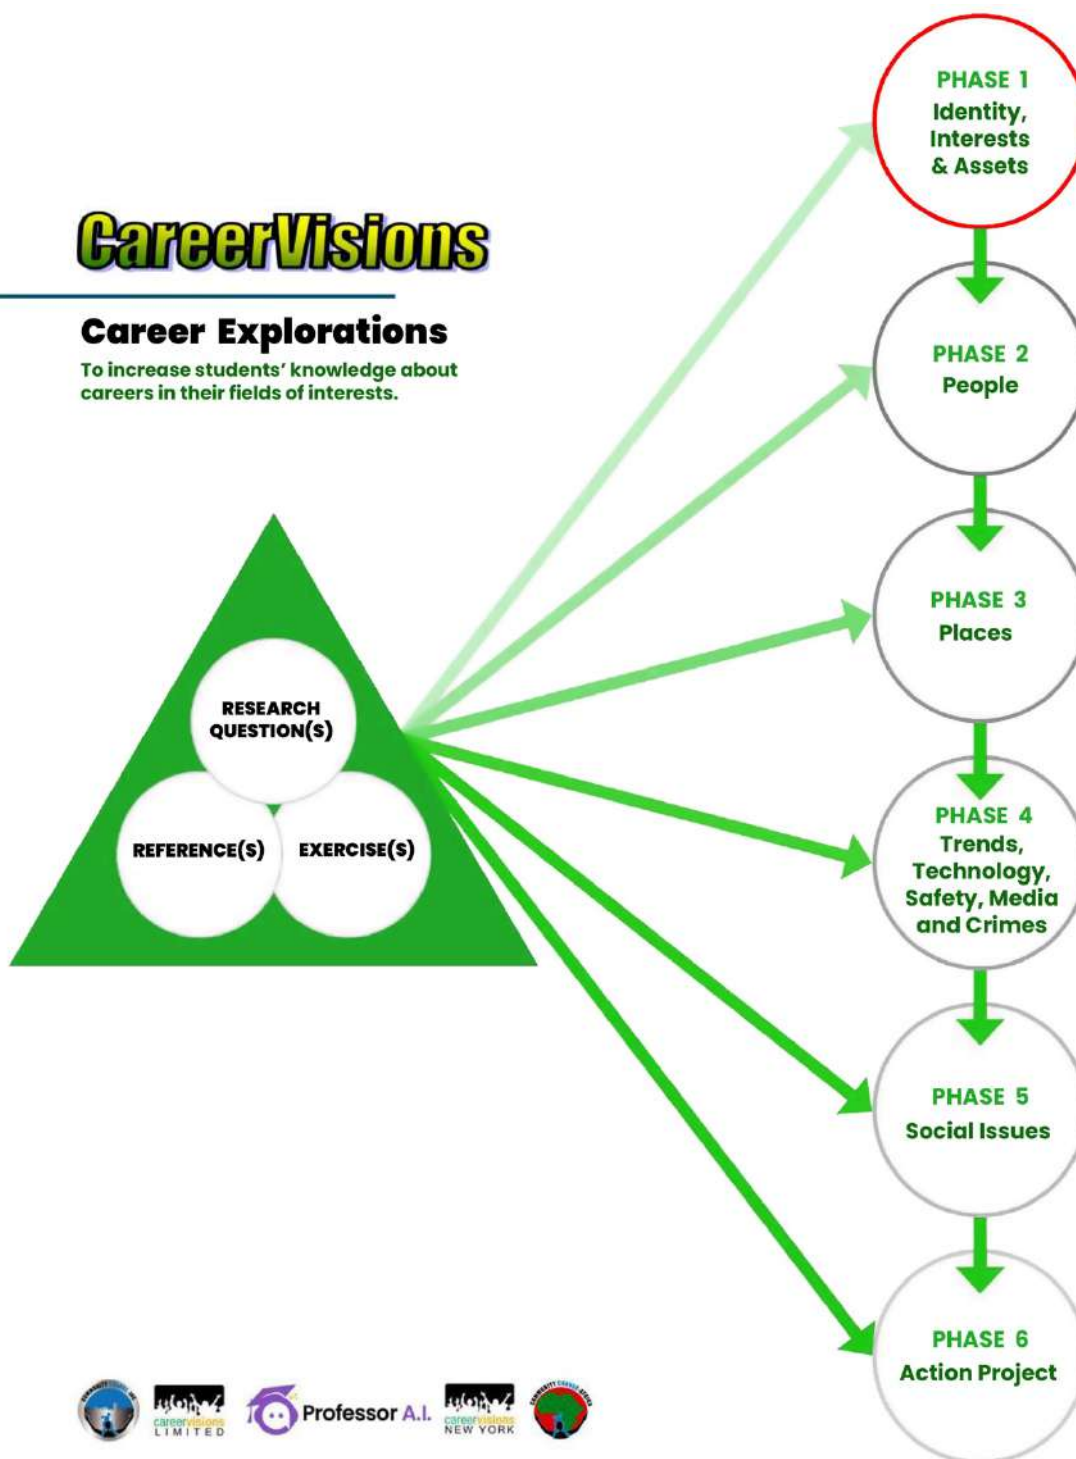 CareerVisions
Career Explorations
To increase students' knowledge about
careers in their fields of interests.
RESEARCH
QUESTION(S)
REFERENCE(S)
EXERCISE(S)
PHASE 1
Identity,
Interests
& Assets
PHASE 2
People
PHASE 3
Places
PHASE 4
Trends,
Technology,
Safety, Media
and Crimes
PHASE 5
Social Issues
PHASE 6
Action Project
careervisions
LIMITED
Professor A.I.
careervisions
NEW YORK